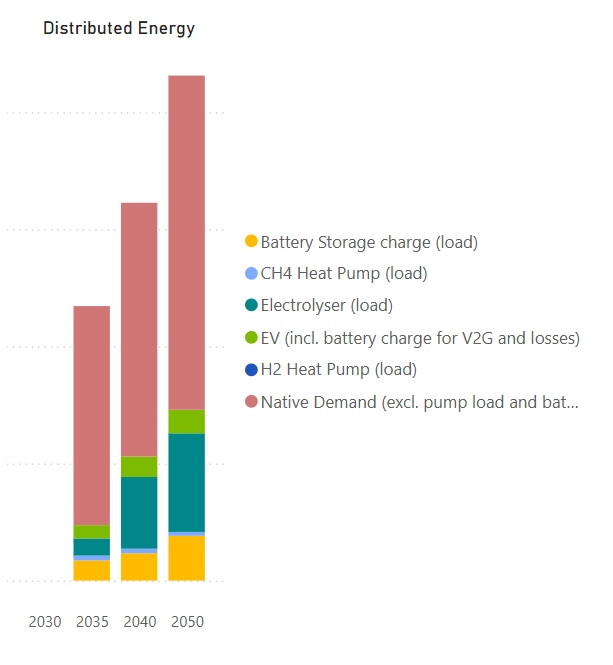 Distributed Energy
Battery Storage charge (load)
CH4 Heat Pump (load)
Electrolyser (load)
EV (incl. battery charge for V2G and losses)
H2 Heat Pump (load)
Native Demand (excl. pump load and bat...
2030 2035 2040 2050